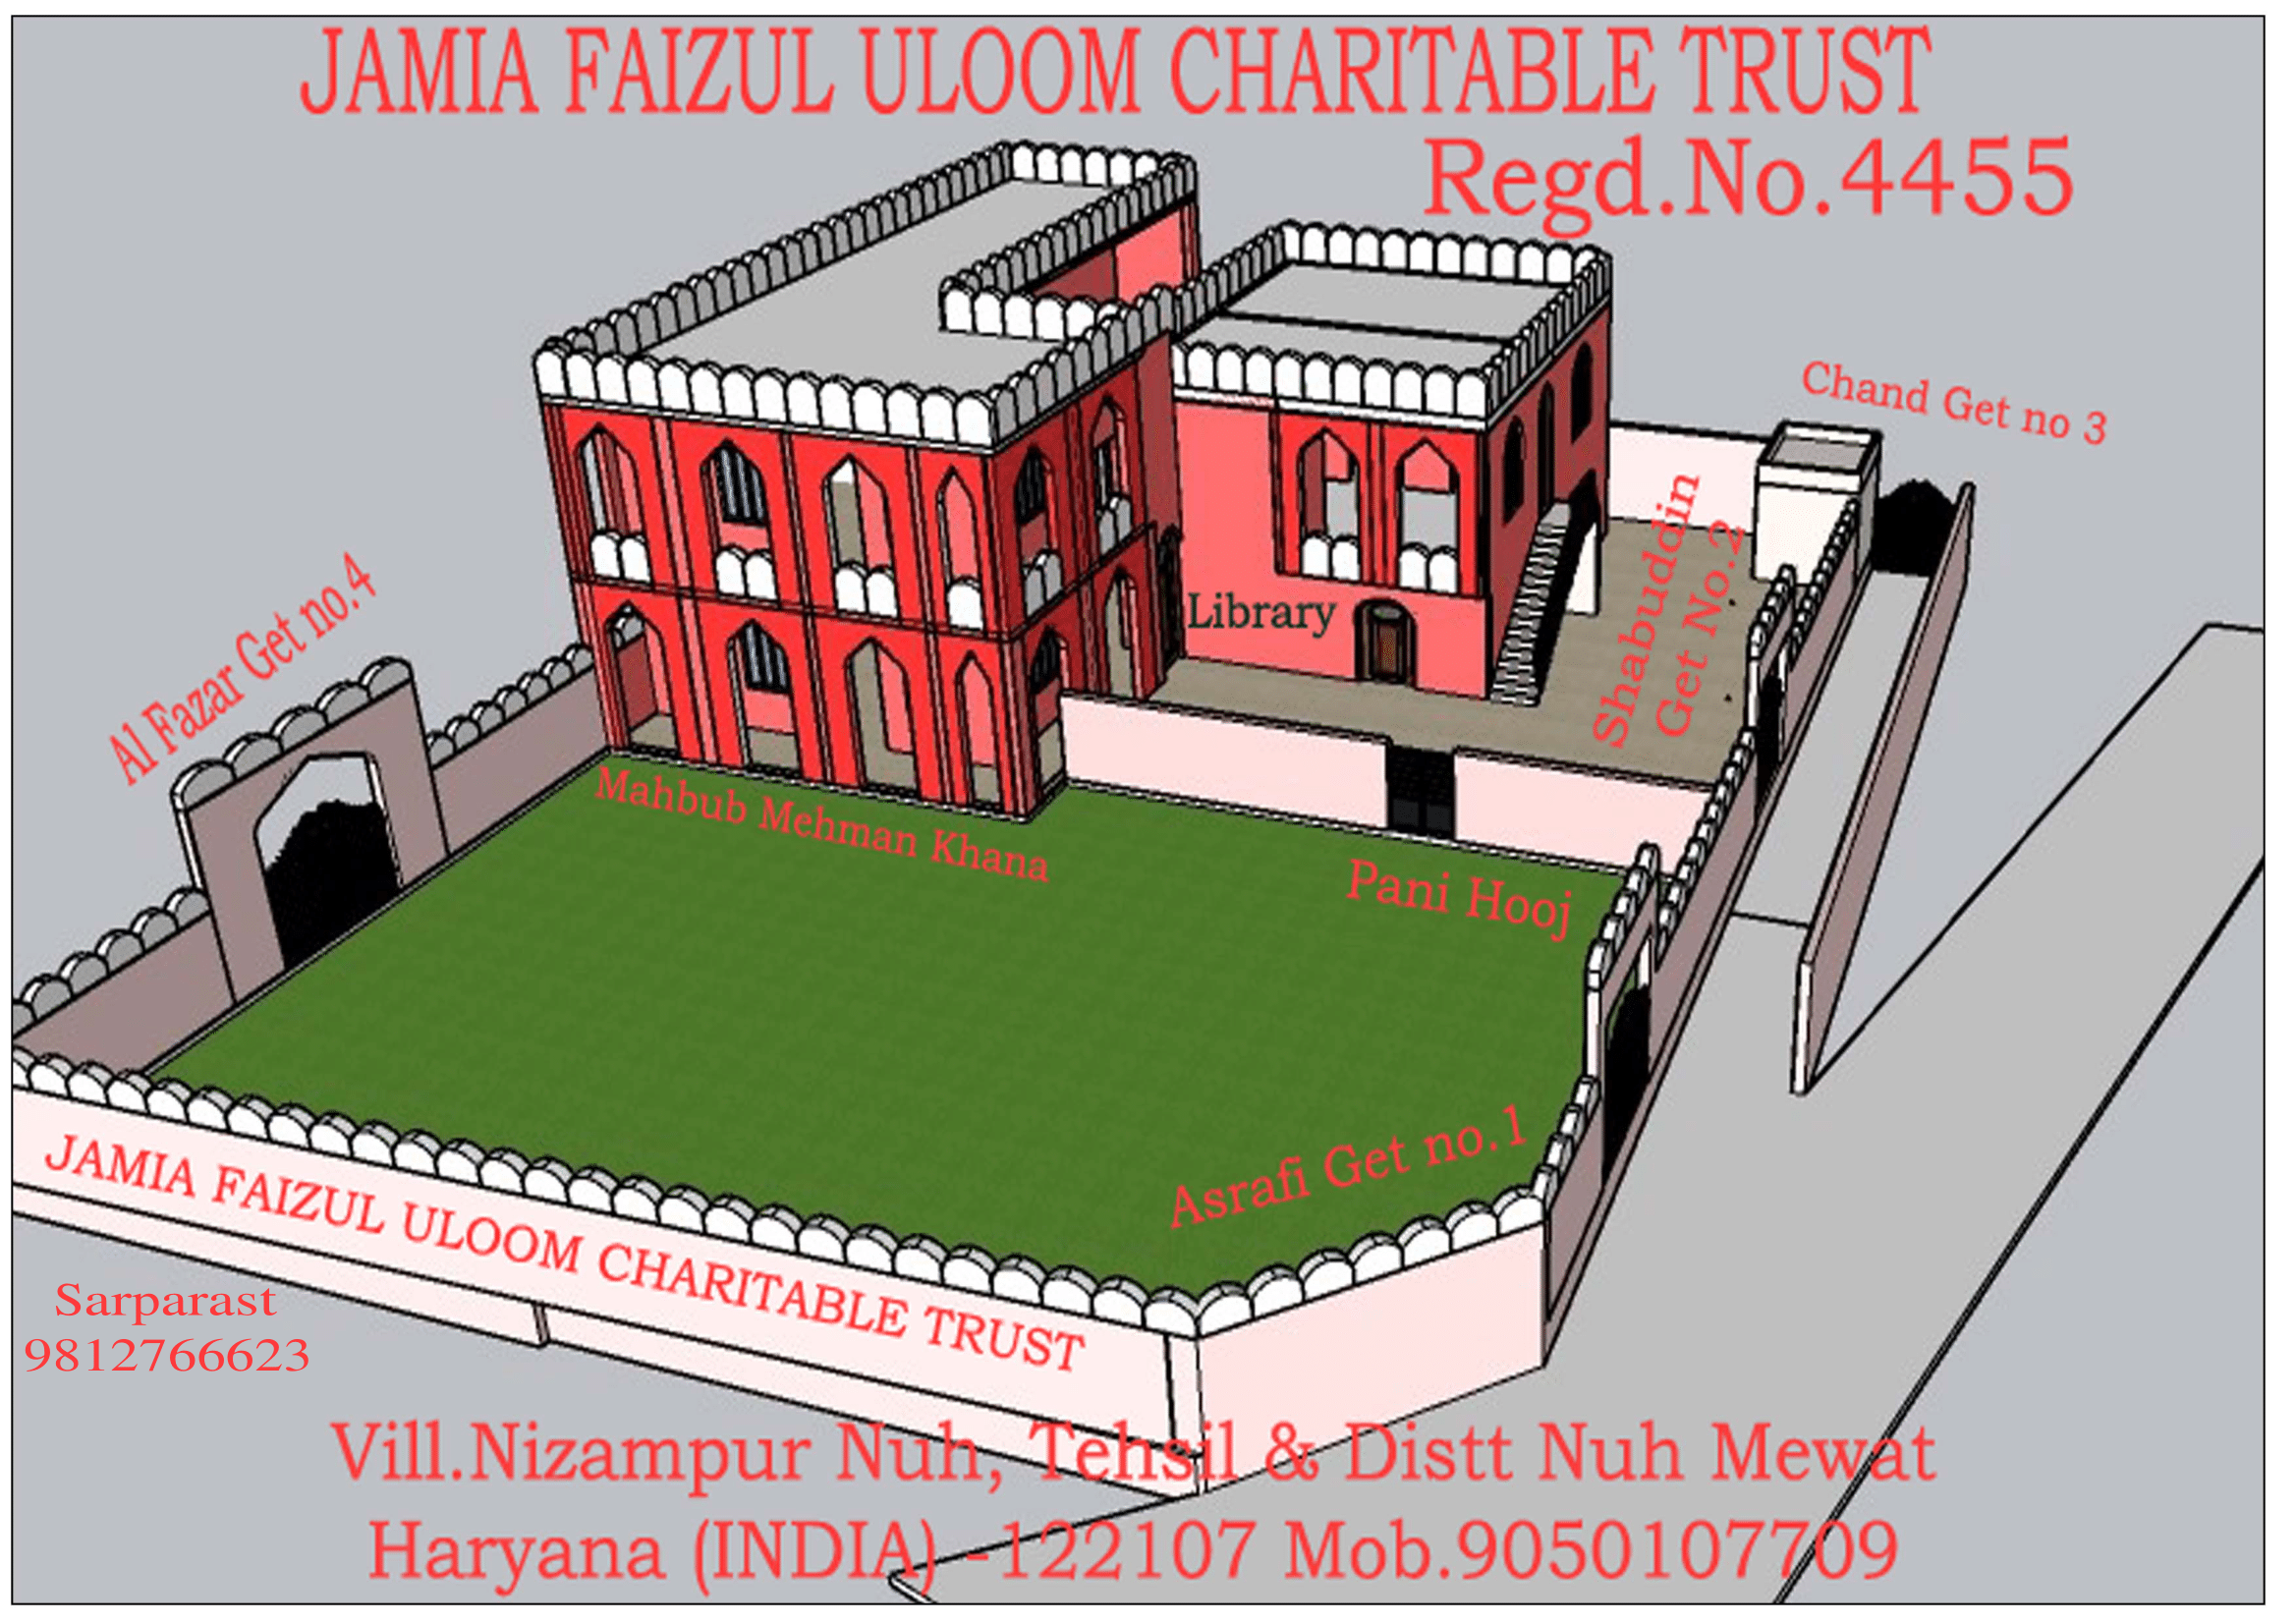 JAMIA FAIZUL ULOOM CHARITABLE TRUST
Regd.No.4455
Chand Get no 3
Shabuddin
Get No.2
Library
Al Fazar Get no.4
Mahbub Mehman Khana
Pani Hooj
Asrafi Get no.1
JAMIA FAIZUL ULOOM CHARITABLE TRUST
Sarparast
9812766623
Vill.Nizampur Nuh, Tehsil & Distt Nuh Mewat
Haryana (INDIA) -122107 Mob.9050107709